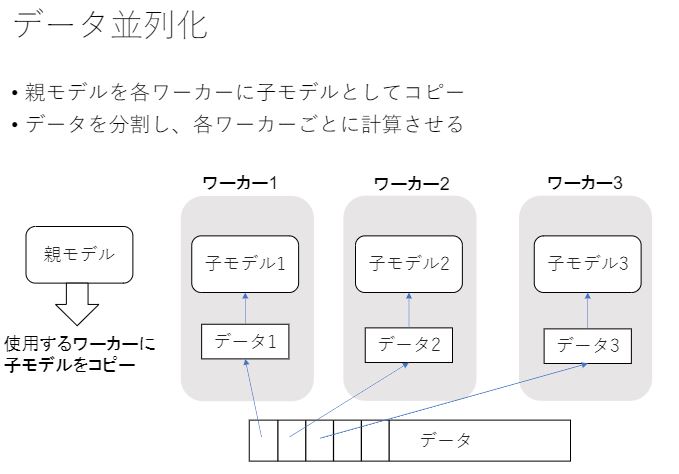 データ並列化
• 親モデルを各ワーカーに子モデルとしてコピー
• データを分割し、各ワーカーごとに計算させる
ワーカー1
ワーカー2
ワーカー3
親モデル
子モデル1
子モデル2
子モデル3
使用するワーカーに
子モデルをコピー
データ1
データ2
データ3
データ